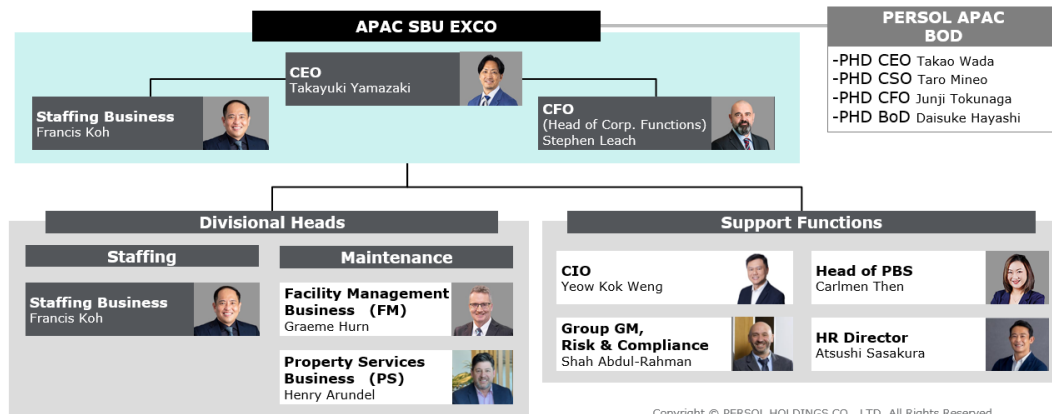 APAC SBU EXCO
PERSOL APAC
BOD
-PHD CEO Takao Wada
-PHD CSO Taro Mineo
-PHD CFO Junji Tokunaga
-PHD BoD Daisuke Hayashi
CEO
Takayuki Yamazaki
Staffing Business
Francis Koh
CFO
(Head of Corp. Functions)
Stephen Leach
Divisional Heads
Staffing
Staffing Business
Francis Koh
Maintenance
Facility Management
Business (FM)
Graeme Hurn
Property Services
Business (PS)
Henry Arundel
Support Functions
CIO
Yeow Kok Weng
Head of PBS
Carlmen Then
Group GM,
Risk & Compliance
Shah Abdul-Rahman
HR Director
Atsushi Sasakura
Copyright © PERSOL HOLDINGS CO., LTD. All Rights Reserved